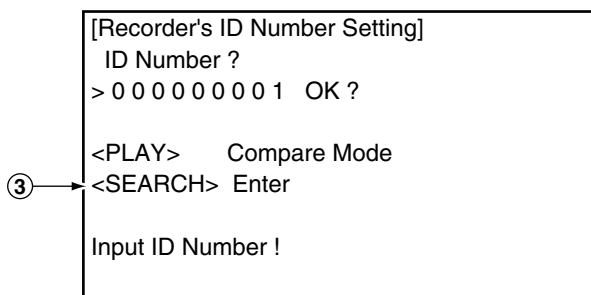 [Recorder's ID Number Setting]
ID Number ?
> 0 0 0 0 0 0 0 0 1 OK ?
<PLAY> Compare Mode
③ <SEARCH> Enter
Input ID Number !